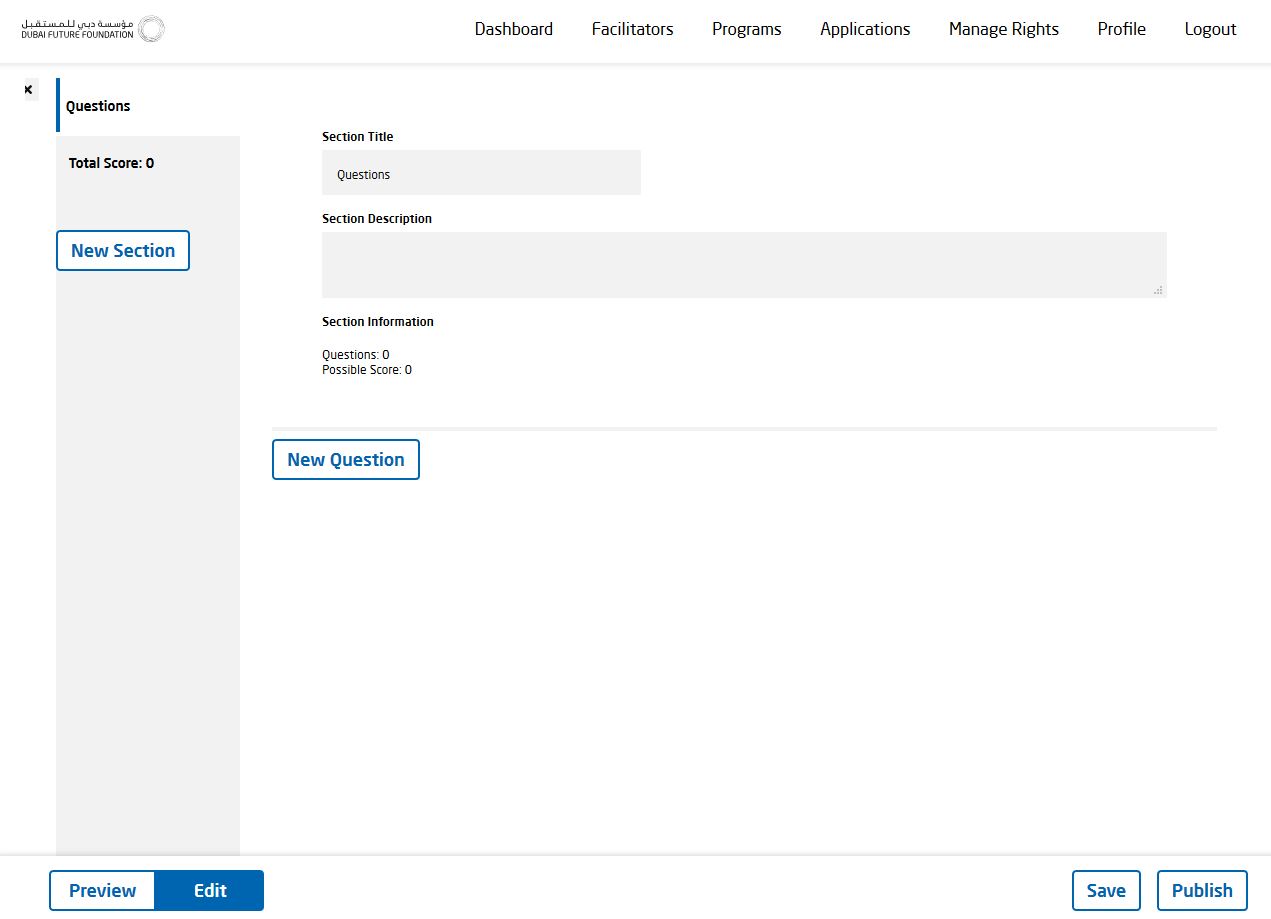 مؤسسة دبي للمستقبل
DUBAI FUTURE FOUNDATION
Dashboard Facilitators Programs Applications Manage Rights Profile Logout
×
Questions
Total Score: 0
New Section
Section Title
Questions
Section Description
Section Information
Questions: 0
Possible Score: 0
New Question
Preview Edit Save Publish